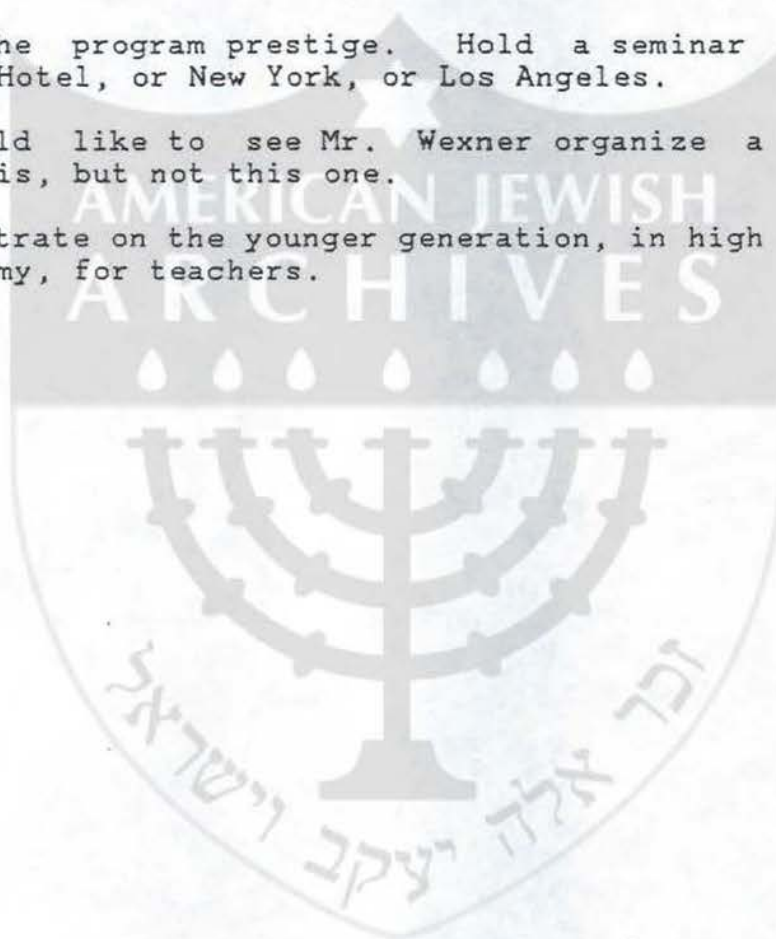 he program prestige. Hold a seminar
Hotel, or New York, or Los Angeles.
ld like to see Mr. Wexner organize a
is, but not this one.
trate on the younger generation, in high
my, for teachers.
AMERICAN JEWISH
ARCHIVES
זכר אלה יעקב וישראל